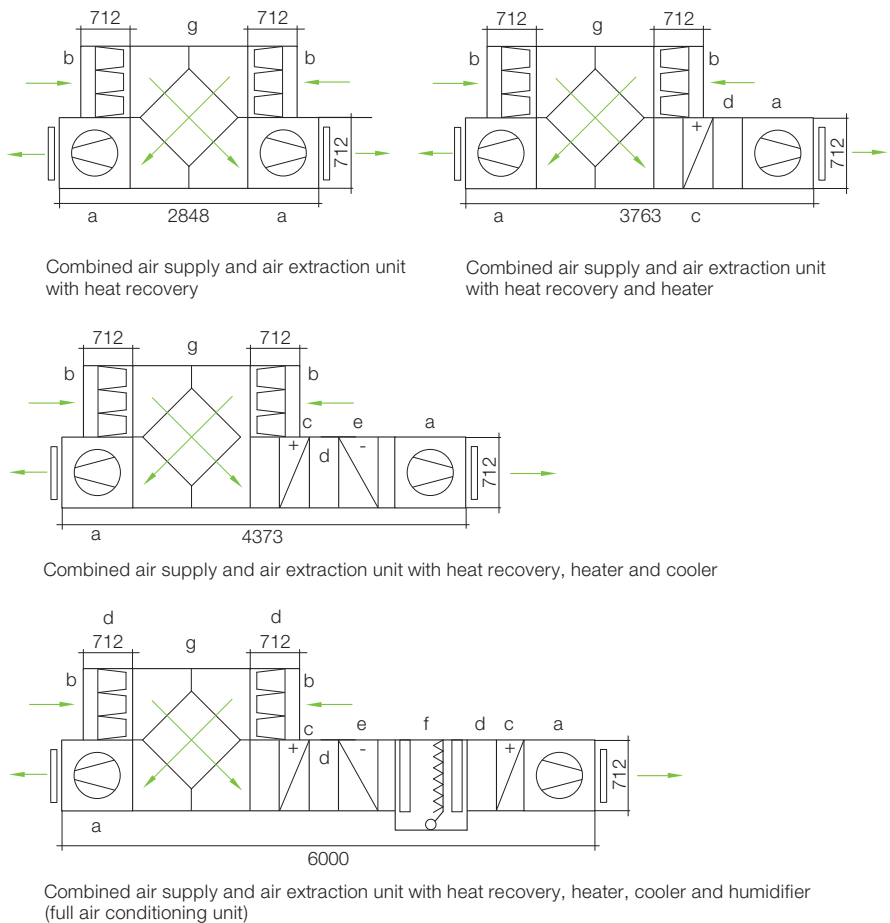 712 g 712
b b
712
a 2848 a
Combined air supply and air extraction unit
with heat recovery
712 g 712
b b d a
+
712
a 3763 c
Combined air supply and air extraction unit
with heat recovery and heater
712 g 712
b b
c e a
+ d -
712
a 4373
Combined air supply and air extraction unit with heat recovery, heater and cooler
d d
712 g 712
b b
c e f d c a
+ d - +
712
a
6000
Combined air supply and air extraction unit with heat recovery, heater, cooler and humidifier
(full air conditioning unit)